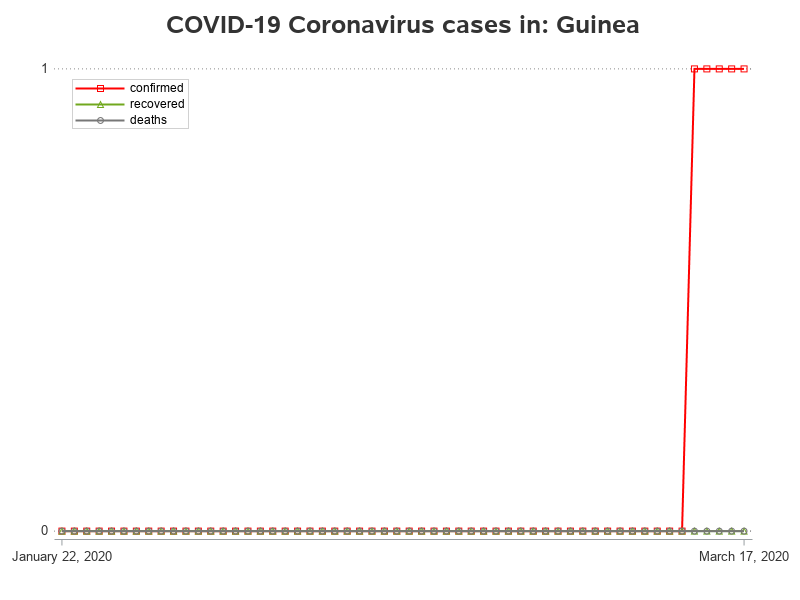 COVID-19 Coronavirus cases in: Guinea
1
confirmed
recovered
deaths
0
January 22, 2020
March 17, 2020